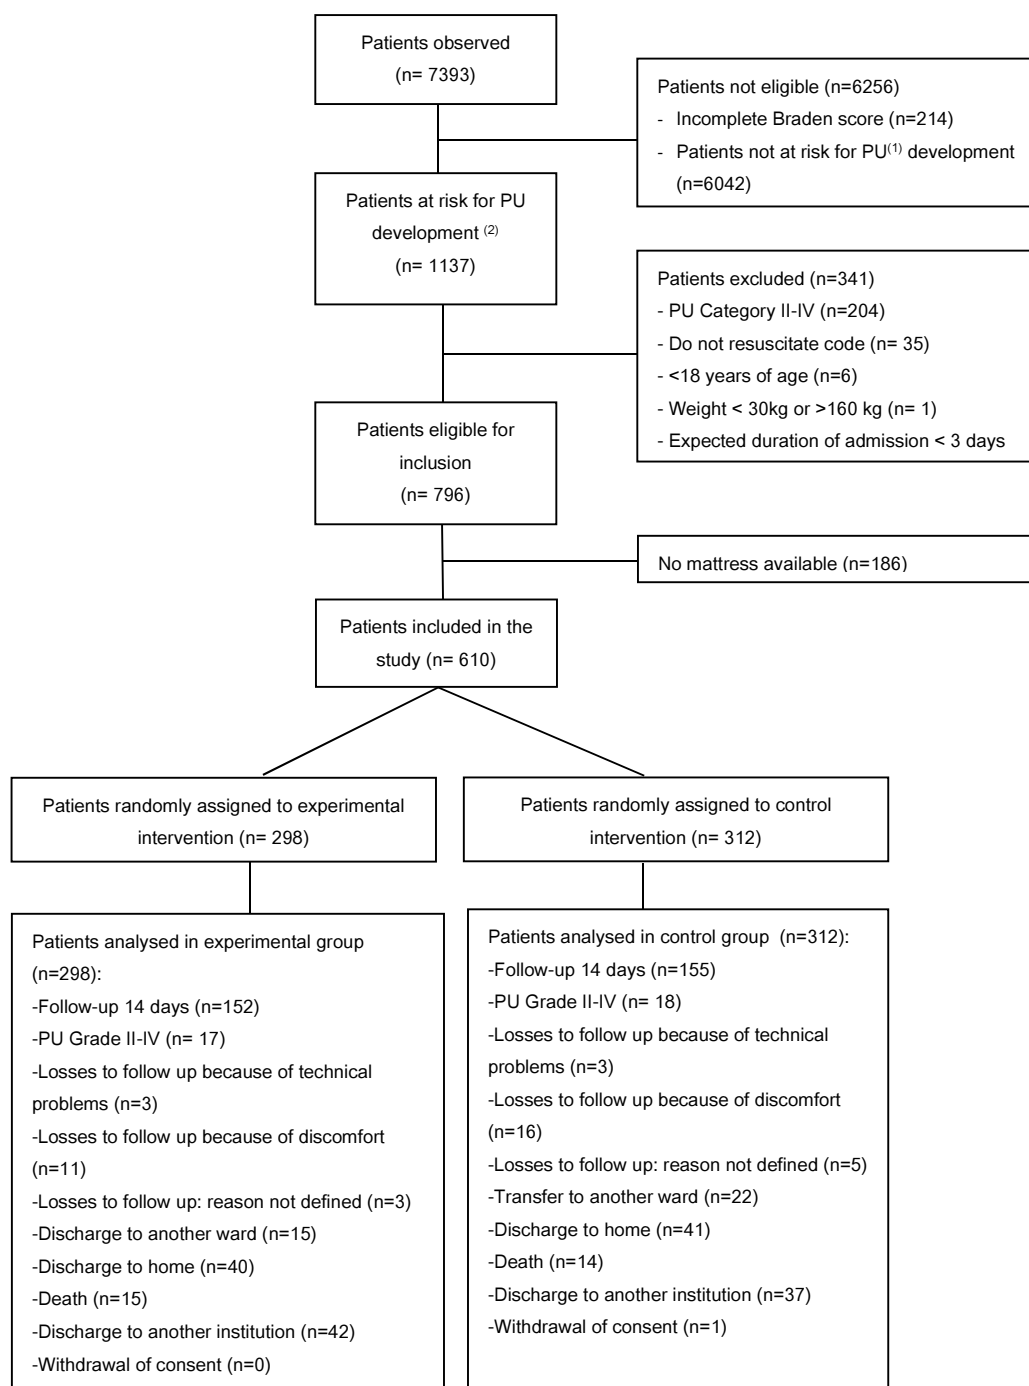 Patients observed
(n= 7393)
Patients not eligible (n=6256)
- Incomplete Braden score (n=214)
- Patients not at risk for PU(1) development
(n=6042)
Patients at risk for PU
development (2)
(n= 1137)
Patients excluded (n=341)
- PU Category II-IV (n=204)
- Do not resuscitate code (n= 35)
- <18 years of age (n=6)
- Weight < 30kg or >160 kg (n= 1)
- Expected duration of admission < 3 days
Patients eligible for
inclusion
(n= 796)
No mattress available (n=186)
Patients included in the
study (n= 610)
Patients randomly assigned to experimental
intervention (n= 298)
Patients randomly assigned to control
intervention (n= 312)
Patients analysed in experimental group
(n=298):
-Follow-up 14 days (n=152)
-PU Grade II-IV (n= 17)
-Losses to follow up because of technical
problems (n=3)
-Losses to follow up because of discomfort
(n=11)
-Losses to follow up: reason not defined (n=3)
-Discharge to another ward (n=15)
-Discharge to home (n=40)
-Death (n=15)
-Discharge to another institution (n=42)
-Withdrawal of consent (n=0)
Patients analysed in control group (n=312):
-Follow-up 14 days (n=155)
-PU Grade II-IV (n= 18)
-Losses to follow up because of technical
problems (n=3)
-Losses to follow up because of discomfort
(n=16)
-Losses to follow up: reason not defined (n=5)
-Transfer to another ward (n=22)
-Discharge to home (n=41)
-Death (n=14)
-Discharge to another institution (n=37)
-Withdrawal of consent (n=1)